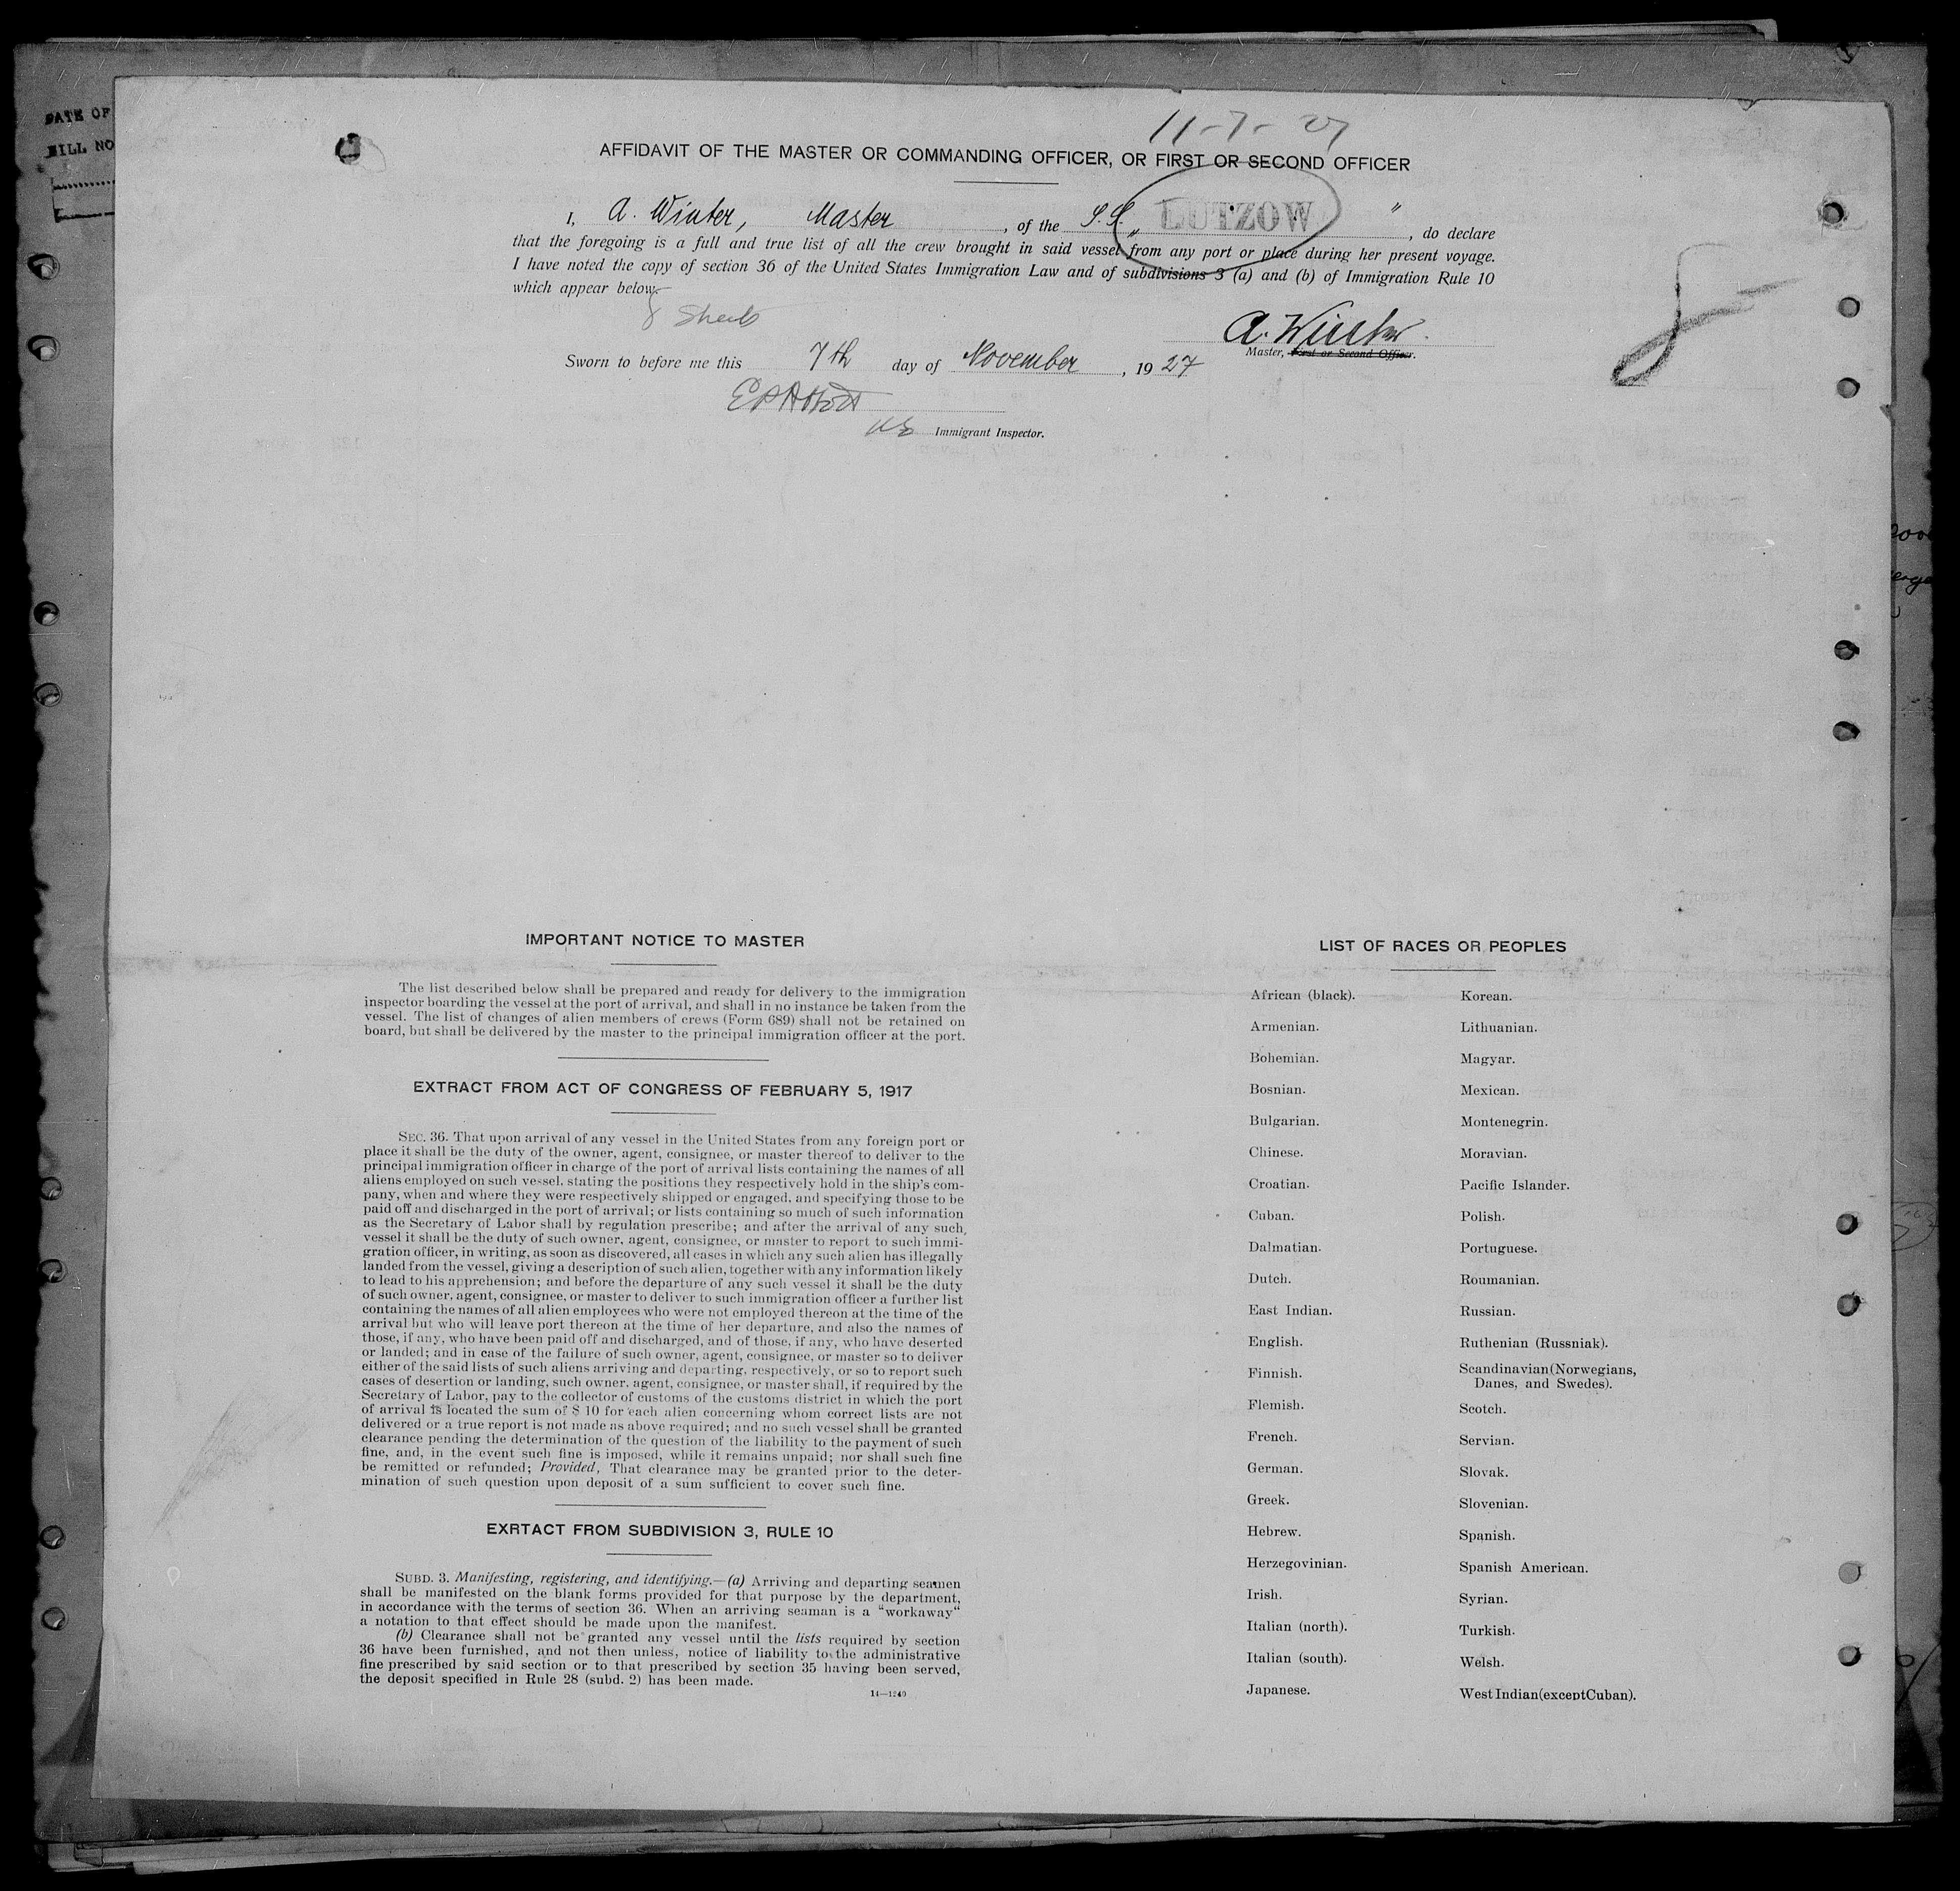 DATE OF
11-7-27
AFFIDAVIT OF THE MASTER OR COMMANDING OFFICER, OR FIRST OR SECOND OFFICER
I, A. Winter, Master, of the S.S. „LUTZOW", do declare
that the foregoing is a full and true list of all the crew brought in said vessel from any port or place during her present voyage.
I have noted the copy of section 36 of the United States Immigration Law and of subdivisions 3 (a) and (b) of Immigration Rule 10
which appear below.
8 Sheets
A. Winter
Master, First or Second Officer.
Sworn to before me this 7th day of November, 1927
Immigrant Inspector.
IMPORTANT NOTICE TO MASTER
The list described below shall be prepared and ready for delivery to the immigration
inspector boarding the vessel at the port of arrival, and shall in no instance be taken from the
vessel. The list of changes of alien members of crews (Form 689) shall not be retained on
board, but shall be delivered by the master to the principal immigration officer at the port.
EXTRACT FROM ACT OF CONGRESS OF FEBRUARY 5, 1917
SEC. 36. That upon arrival of any vessel in the United States from any foreign port or
place it shall be the duty of the owner, agent, consignee, or master thereof to deliver to the
principal immigration officer in charge of the port of arrival lists containing the names of all
aliens employed on such vessel, stating the positions they respectively hold in the ship's com-
pany, when and where they were respectively shipped or engaged, and specifying those to be
paid off and discharged in the port of arrival; or lists containing so much of such information
as the Secretary of Labor shall by regulation prescribe; and after the arrival of any such
vessel it shall be the duty of such owner, agent, consignee, or master to report to such immi-
gration officer, in writing, as soon as discovered, all cases in which any such alien has illegally
landed from the vessel, giving a description of such alien, together with any information likely
to lead to his apprehension; and before the departure of any such vessel it shall be the duty
of such owner, agent, consignee, or master to deliver to such immigration officer a further list
containing the names of all alien employees who were not employed thereon at the time of the
arrival but who will leave port thereon at the time of her departure, and also the names of
those, if any, who have been paid off and discharged, and of those, if any, who have deserted
or landed; and in case of the failure of such owner, agent, consignee, or master so to deliver
either of the said lists of such aliens arriving and departing, respectively, or so to report such
cases of desertion or landing, such owner, agent, consignee, or master shall, if required by the
Secretary of Labor, pay to the collector of customs of the customs district in which the port
of arrival is located the sum of $ 10 for each alien concerning whom correct lists are not
delivered or a true report is not made as above required; and no such vessel shall be granted
clearance pending the determination of the question of the liability to the payment of such
fine, and, in the event such fine is imposed, while it remains unpaid; nor shall such fine
be remitted or refunded; Provided, That clearance may be granted prior to the deter-
mination of such question upon deposit of a sum sufficient to cover such fine.
EXRTACT FROM SUBDIVISION 3, RULE 10
SUBD. 3. Manifesting, registering, and identifying.—(a) Arriving and departing seamen
shall be manifested on the blank forms provided for that purpose by the department,
in accordance with the terms of section 36. When an arriving seaman is a "workaway"
a notation to that effect should be made upon the manifest.
(b) Clearance shall not be granted any vessel until the lists required by section
36 have been furnished, and not then unless, notice of liability to the administrative
fine prescribed by said section or to that prescribed by section 35 having been served,
the deposit specified in Rule 28 (subd. 2) has been made.
14—1240
LIST OF RACES OR PEOPLES
African (black).
Armenian.
Bohemian.
Bosnian.
Bulgarian.
Chinese.
Croatian.
Cuban.
Dalmatian.
Dutch.
East Indian.
English.
Finnish.
Flemish.
French.
German.
Greek.
Hebrew.
Herzegovinian.
Irish.
Italian (north).
Italian (south).
Japanese.
Korean.
Lithuanian.
Magyar.
Mexican.
Montenegrin.
Moravian.
Pacific Islander.
Polish.
Portuguese.
Roumanian.
Russian.
Ruthenian (Russniak).
Scandinavian(Norwegians,
Danes, and Swedes).
Scotch.
Servian.
Slovak.
Slovenian.
Spanish.
Spanish American.
Syrian.
Turkish.
Welsh.
West Indian(exceptCuban).